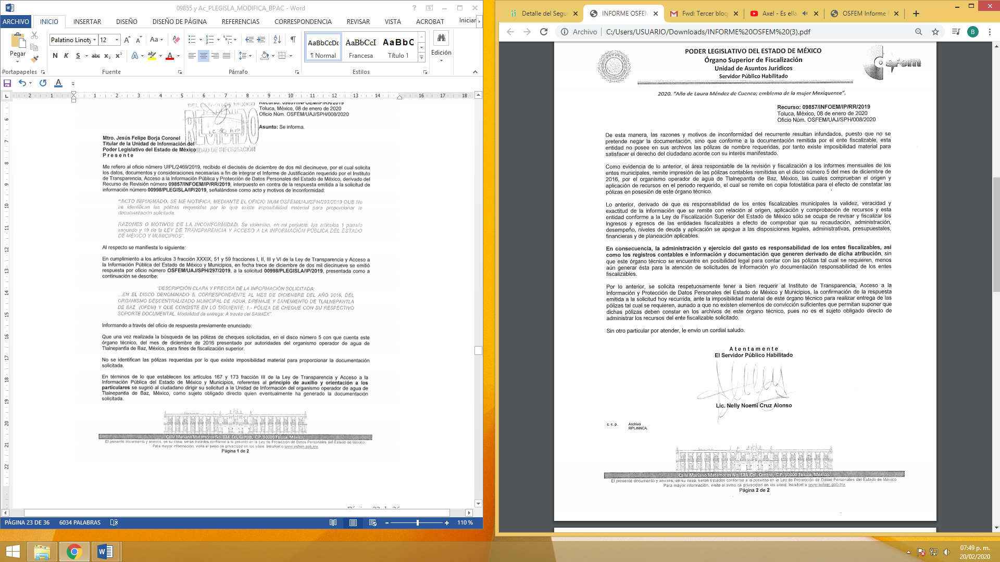 09855 y Ac_PLEGISLA_MODIFICA_BPAC - Word
ARCHIVO INICIO INSERTAR DISEÑO DISEÑO DE PÁGINA REFERENCIAS CORRESPONDENCIA REVISAR VISTA ACROBAT Iniciar
Palatino Linoty 12
Pegar
N K S abc
AaBbCcDc AaBbCcI AaBbC
¶ Normal Francesa Título 1
Edición
Portapapeles Fuente Párrafo Estilos
Recurso: 09857/INFOEM/IP/RR/2019
Toluca, México, 08 de enero de 2020
Oficio Núm. OSFEM/UAJ/SPH/008/2020
Asunto: Se informa.
DEL ESTADO DE MÉXICO
RECIBIDO
UNIDAD DE INFORMACIÓN
Mtro. Jesús Felipe Borja Coronel
Titular de la Unidad de Información del
Poder Legislativo del Estado de México
P r e s e n t e
Me refiero al oficio número UIPL/2469/2019, recibido el dieciséis de diciembre de dos mil diecinueve, por el cual solicita
los datos, documentos y consideraciones necesarias a fin de integrar el Informe de Justificación requerido por el Instituto
de Transparencia, Acceso a la Información Pública y Protección de Datos Personales del Estado de México, derivado del
Recurso de Revisión número 09857/INFOEM/IP/RR/2019, interpuesto en contra de la respuesta emitida a la solicitud de
información número 00998/PLEGISLA/IP/2019, señalándose como acto y motivos de inconformidad:
"ACTO IMPUGNADO. SE ME NOTIFICA, MEDIANTE EL OFICIO NUM OSFEM/UAJ/SPH/297/2019 QUE No
se identifican las pólizas requeridas por lo que existe imposibilidad material para proporcionar la
documentación solicitada.
RAZONES O MOTIVOS DE LA INCONFORMIDAD. Se violentan, en mi perjuicio, los artículos 1 parrafo
segundo y 19 de la LEY DE TRANSPARENCIA Y ACCESO A LA INFORMACIÓN PÚBLICA DEL ESTADO
DE MÉXICO Y MUNICIPIOS".
Al respecto se manifiesta lo siguiente:
En cumplimiento a los artículos 3 fracción XXXIX, 51 y 59 fracciones I, II, III y VI de la Ley de Transparencia y Acceso a
la Información Pública del Estado de México y Municipios, en fecha trece de diciembre de dos mil diecinueve se emitió
respuesta por oficio número OSFEM/UAJ/SPH/297/2019, a la solicitud 00998/PLEGISLA/IP/2019, presentada como a
continuación se describe:
"DESCRIPCIÓN CLARA Y PRECISA DE LA INFORMACIÓN SOLICITADA:
...EN EL DISCO DENOMINADO 5, CORRESPONDIENTE AL MES DE DICIEMBRE DEL AÑO 2016, DEL
ORGANISMO DESCENTRALIZADO MUNICIPAL DE AGUA, DRENAJE Y SANEMIENTO DE TLALNEPANTLA
DE BAZ (OPDM) Y QUE CONSISTE EN LO SIGUIENTE; 1.- PÓLIZA DE CHEQUE CON SU RESPECTIVO
SOPORTE DOCUMENTAL. Modalidad de entrega: A través del SAIMEX".
Informando a través del oficio de respuesta previamente enunciado:
Que una vez realizada la búsqueda de las pólizas de cheques solicitadas, en el disco número 5 con que cuenta este
órgano técnico, del mes de diciembre de 2016 presentado por autoridades del organismo operador de agua de
Tlalnepantla de Baz, México, para fines de fiscalización superior.
No se identifican las pólizas requeridas por lo que existe imposibilidad material para proporcionar la documentación
solicitada.
En términos de lo que establecen los artículos 167 y 173 fracción III de la Ley de Transparencia y Acceso a la
Información Pública del Estado de México y Municipios, referentes al principio de auxilio y orientación a los
particulares se sugirió al ciudadano dirigir su solicitud a la Unidad de Información del organismo operador de agua de
Tlalnepantla de Baz, México, como sujeto obligado directo quien eventualmente ha generado la documentación
solicitada.
Calle Mariano Matamoros No. 124, Col. Centro, C.P. 50000 Toluca, México.
El presente documento y anexos, en su caso, serán tratados conforme a lo previsto en la Ley de Protección de Datos Personales del Estado de México.
Para mayor información, visite el aviso de privacidad en los sitios: IntraNet o www.osfem.gob.mx
Página 1 de 2
PÁGINA 23 DE 36 6034 PALABRAS 110 %
Detalle del Segu INFORME OSFEM Fwd: Tercer bloq Axel - Es ella OSFEM Informe
Archivo C:/Users/USUARIO/Downloads/INFORME%20OSFEM%20(3).pdf B
PODER LEGISLATIVO DEL ESTADO DE MÉXICO
Órgano Superior de Fiscalización
Unidad de Asuntos Jurídicos
Servidor Público Habilitado
osfem
2020. "Año de Laura Méndez de Cuenca; emblema de la mujer Mexiquense".
Recurso: 09857/INFOEM/IP/RR/2019
Toluca, México, 08 de enero de 2020
Oficio Núm. OSFEM/UAJ/SPH/008/2020
De esta manera, las razones y motivos de inconformidad del recurrente resultan infundados, puesto que no se
pretende negar la documentación, sino que conforme a la documentación remitida por el ente fiscalizable, esta
entidad no posee en sus archivos las pólizas de nombre requeridas, por tanto existe imposibilidad material para
satisfacer el derecho del ciudadano acorde con su interés manifestado.
Como evidencia de lo anterior, el área responsable de la revisión y fiscalización a los informes mensuales de los
entes municipales, remite impresión de las pólizas contables remitidas en el disco número 5 del mes de diciembre de
2016, por el organismo operador de agua de Tlalnepantla de Baz, México, las cuales comprueban el origen y
aplicación de recursos en el periodo requerido, el cual se remite en copia fotostática para el efecto de constatar las
pólizas en posesión de este órgano técnico.
Lo anterior, derivado de que es responsabilidad de los entes fiscalizables municipales la validez, veracidad y
exactitud de la información que se remite con relación al origen, aplicación y comprobación de recursos y esta
entidad conforme a la Ley de Fiscalización Superior del Estado de México sólo se ocupa de revisar y fiscalizar los
ingresos y egresos de las entidades fiscalizables a efecto de comprobar que su recaudación, administración,
desempeño, niveles de deuda y aplicación se apegue a las disposiciones legales, administrativas, presupuestales,
financieras y de planeación aplicables.
En consecuencia, la administración y ejercicio del gasto es responsabilidad de los entes fiscalizables, así
como los registros contables e información y documentación que generen derivado de dicha atribución, sin
que este órgano técnico se encuentre en posibilidad legal para contar con las pólizas tal cual se requieren, menos
aún generar ésta para la atención de solicitudes de información y/o documentación responsabilidad de los entes
fiscalizables.
Por lo anterior, se solicita respetuosamente tener a bien requerir al Instituto de Transparencia, Acceso a la
Información y Protección de Datos Personales del Estado de México y Municipios, la confirmación de la respuesta
emitida a la solicitud hoy recurrida, ante la imposibilidad material de este órgano técnico para realizar entrega de las
pólizas tal cual se requieren, aunado a que no existen elementos de convicción suficientes que permitan suponer que
dichas pólizas deben constar en los archivos de este órgano técnico, pues no es el sujeto obligado directo de
administrar los recursos del ente fiscalizable solicitado.
Sin otro particular por atender, le envio un cordial saludo.
A t e n t a m e n t e
El Servidor Público Habilitado
Lic. Nelly Noemi Cruz Alonso
c. c. p. Archivo
RPL/NNCA.
Calle Mariano Matamoros No. 124, Col. Centro, C.P. 50000 Toluca, México.
El presente documento y anexos, en su caso, serán tratados conforme a lo previsto en la Ley de Protección de Datos Personales del Estado de México.
Para mayor información, visite el aviso de privacidad en los sitios: IntraNet o www.osfem.gob.mx
Página 2 de 2
07:49 p. m.
20/02/2020